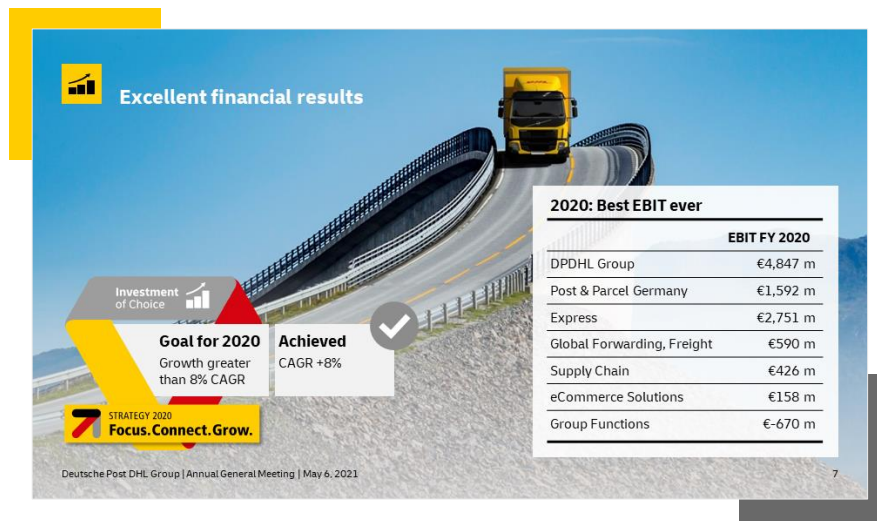 Excellent financial results
2020: Best EBIT ever
EBIT FY 2020
DPDHL Group €4,847 m
Post & Parcel Germany €1,592 m
Express €2,751 m
Global Forwarding, Freight €590 m
Supply Chain €426 m
eCommerce Solutions €158 m
Group Functions €-670 m
Investment
of Choice
Goal for 2020
Growth greater
than 8% CAGR
Achieved
CAGR +8%
STRATEGY 2020
Focus.Connect.Grow.
Deutsche Post DHL Group | Annual General Meeting | May 6, 2021
7